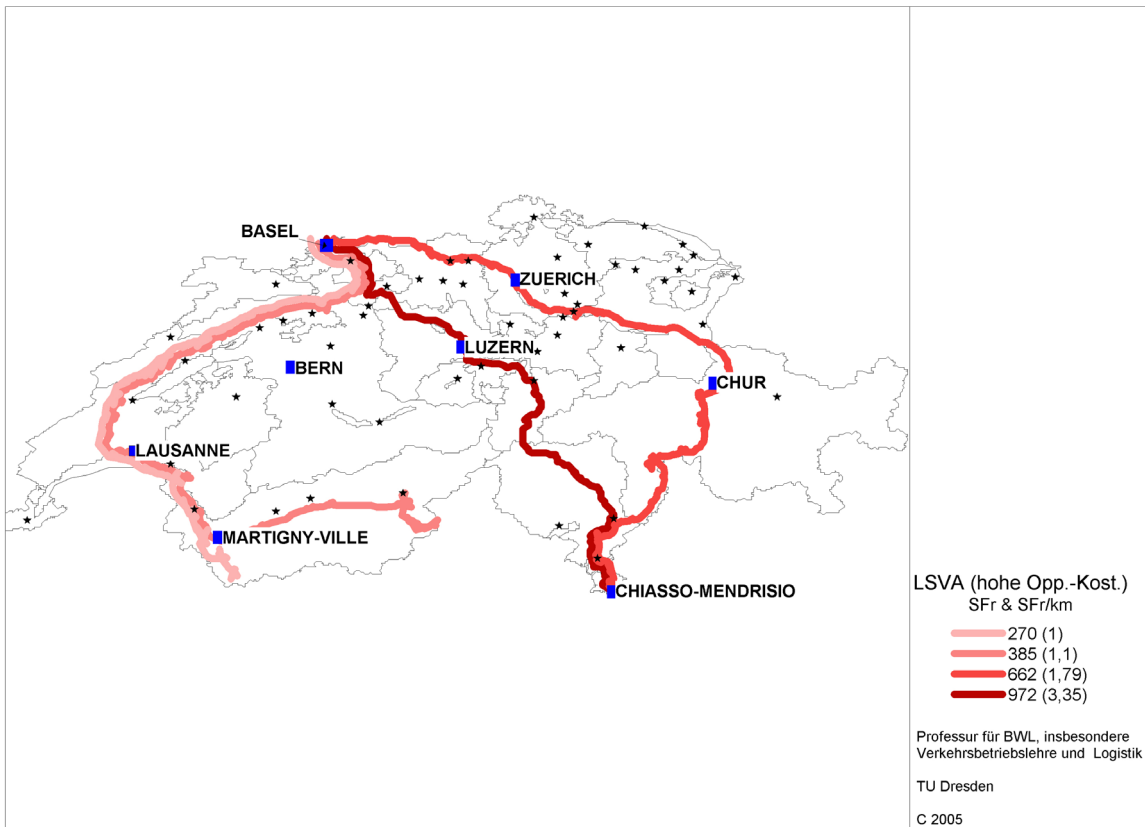 BASEL
ZUERICH
LUZERN
BERN
CHUR
LAUSANNE
MARTIGNY-VILLE
CHIASSO-MENDRISIO
LSVA (hohe Opp.-Kost.)
SFr & SFr/km
270 (1)
385 (1,1)
662 (1,79)
972 (3,35)
Professur für BWL, insbesondere
Verkehrsbetriebslehre und Logistik
TU Dresden
C 2005